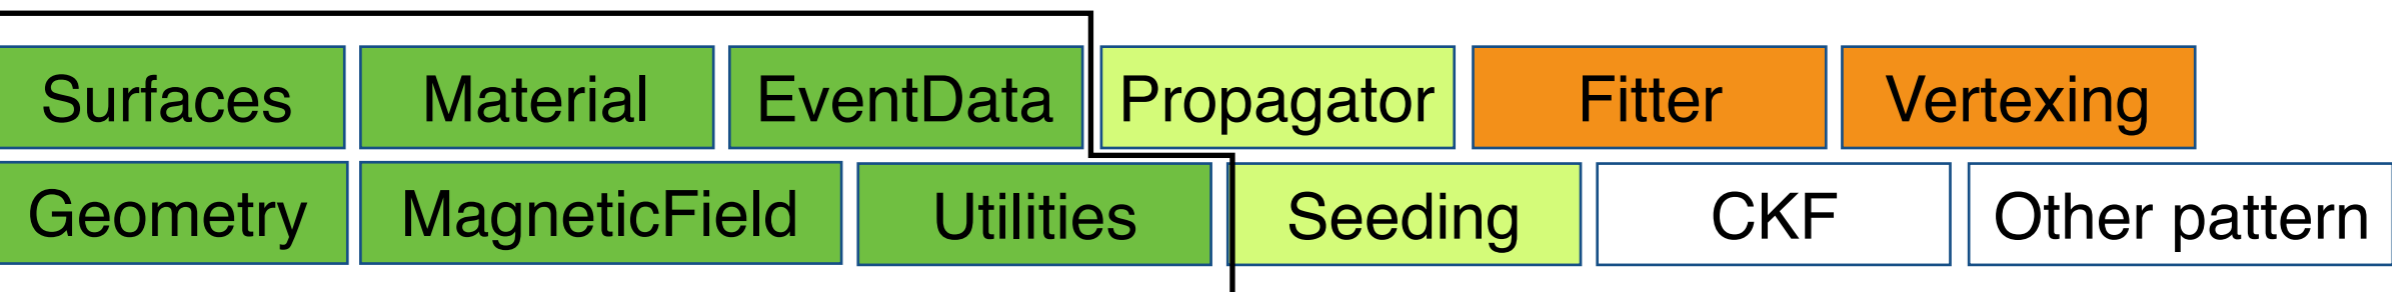 Surfaces Material EventData Propagator Fitter Vertexing
Geometry MagneticField Utilities Seeding CKF Other pattern